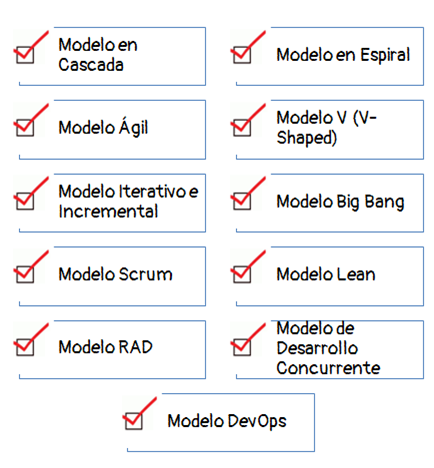 Modelo en
Cascada
Modelo en Espiral
Modelo Ágil
Modelo V (V-
Shaped)
Modelo Iterativo e
Incremental
Modelo Big Bang
Modelo Scrum
Modelo Lean
Modelo RAD
Modelo de
Desarrollo
Concurrente
Modelo DevOps